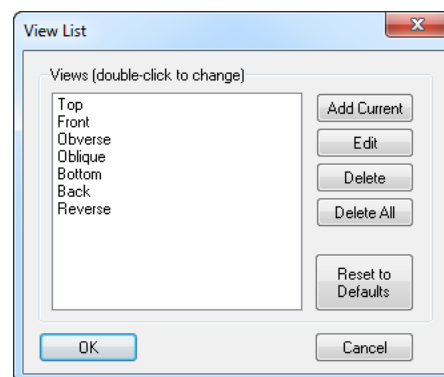 View List
Views (double-click to change)
Top
Front
Obverse
Oblique
Bottom
Back
Reverse
Add Current
Edit
Delete
Delete All
Reset to
Defaults
OK
Cancel